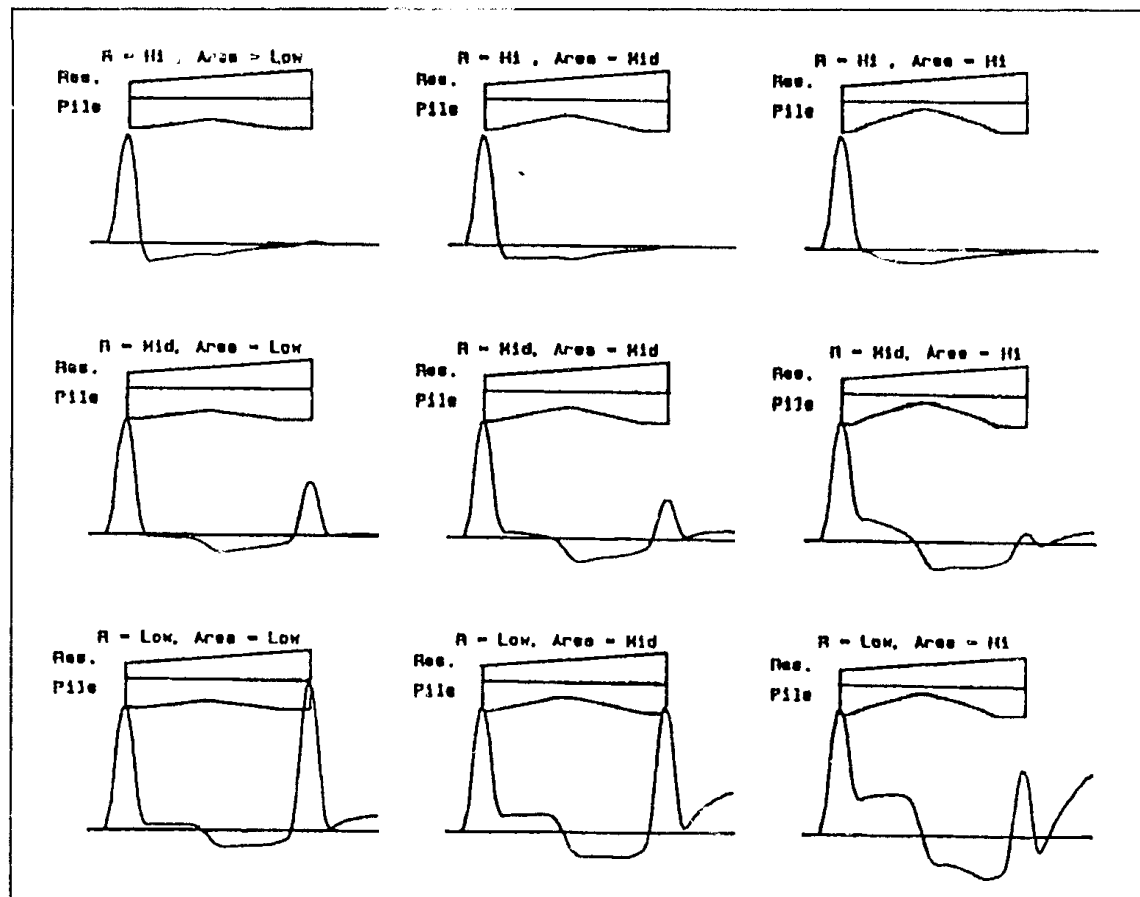 R - Hi , Area > Low
Res.
Pile
R - Hi , Area - Mid
Res.
Pile
R - Hi , Area - Hi
Res.
Pile
R - Mid, Area - Low
Res.
Pile
R - Mid, Area - Mid
Res.
Pile
R - Mid, Area - Hi
Res.
Pile
R - Low, Area - Low
Res.
Pile
R - Low, Area - Mid
Res.
Pile
R - Low, Area - Hi
Res.
Pile